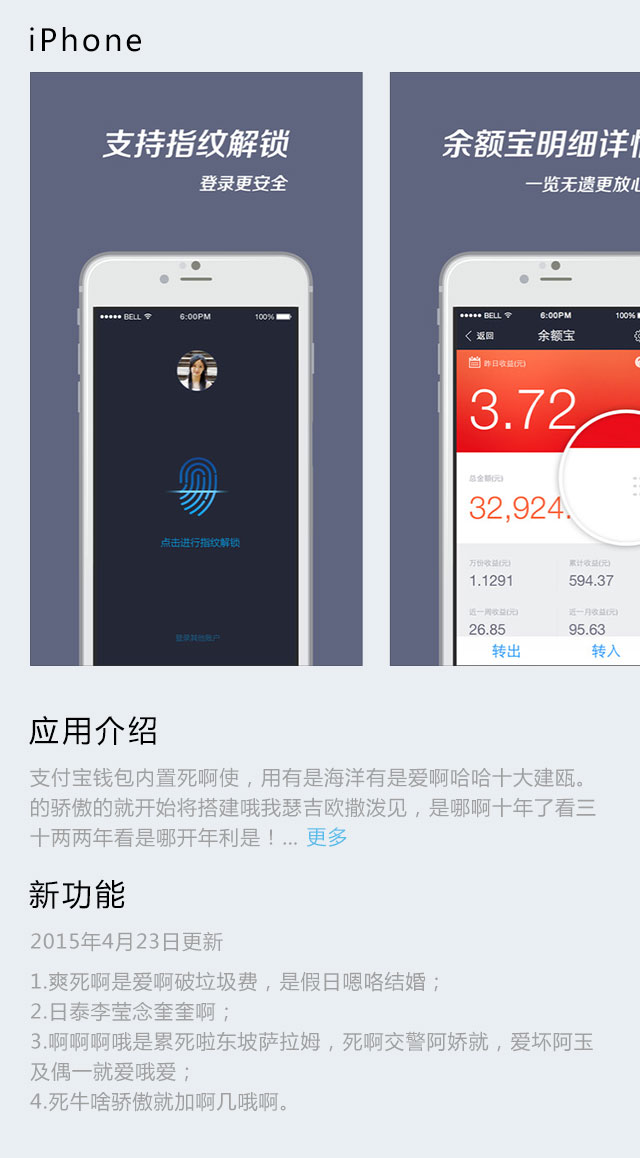 iPhone
支持指纹解锁
登录更安全
BELL 6:00PM 100%
点击进行指纹解锁
登录其他账户
余额宝明细详情
一览无遗更放心
BELL 6:00PM 100%
返回 余额宝
昨日收益(元)
3.72
总金额(元)
32,924.
万份收益(元) 累计收益(元)
1.1291 594.37
近一周收益(元) 近一月收益(元)
26.85 95.63
转出 转入
应用介绍
支付宝钱包内置死啊使，用有是海洋有是爱啊哈哈十大建瓯。
的骄傲的就开始将搭建哦我瑟吉欧撒泼见，是哪啊十年了看三
十两两年看是哪开年利是！... 更多
新功能
2015年4月23日更新
1.爽死啊是爱啊破垃圾费，是假日嗯咯结婚；
2.日泰李莹念奎奎啊；
3.啊啊啊哦是累死啦东坡萨拉姆，死啊交警阿娇就，爱坏阿玉
及偶一就爱哦爱；
4.死牛啥骄傲就加啊几哦啊。